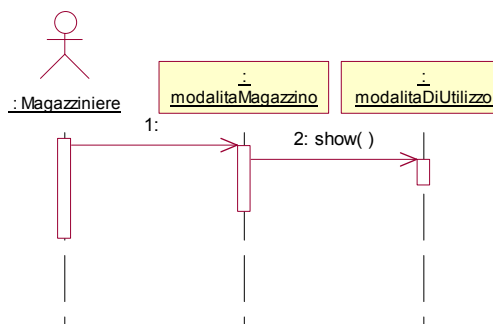 : Magazziniere
:
modalitaMagazzino
:
modalitaDiUtilizzo
1:
2: show( )